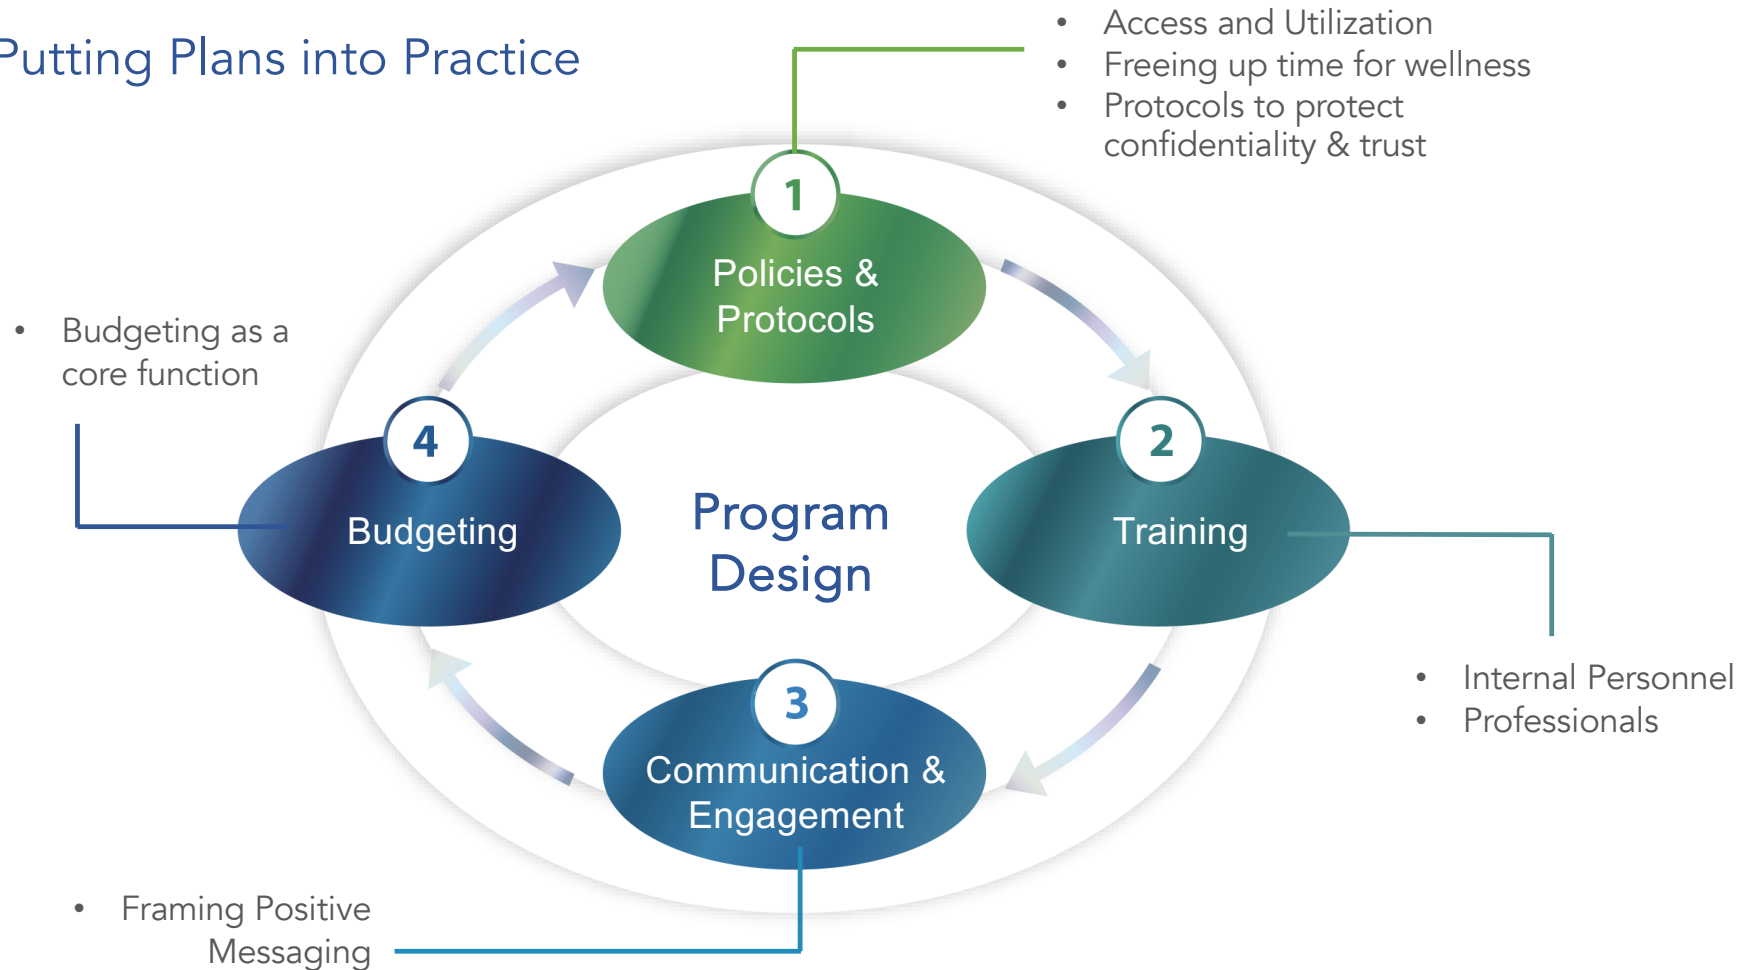 Putting Plans into Practice
• Access and Utilization
• Freeing up time for wellness
• Protocols to protect
confidentiality & trust
1
Policies &
Protocols
• Budgeting as a
core function
4
Budgeting
Program
Design
2
Training
• Internal Personnel
• Professionals
3
Communication &
Engagement
• Framing Positive
Messaging